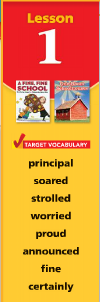 Lesson
1
A FINE, FINE
SCHOOL
TARGET VOCABULARY
principal
soared
strolled
worried
proud
announced
fine
certainly